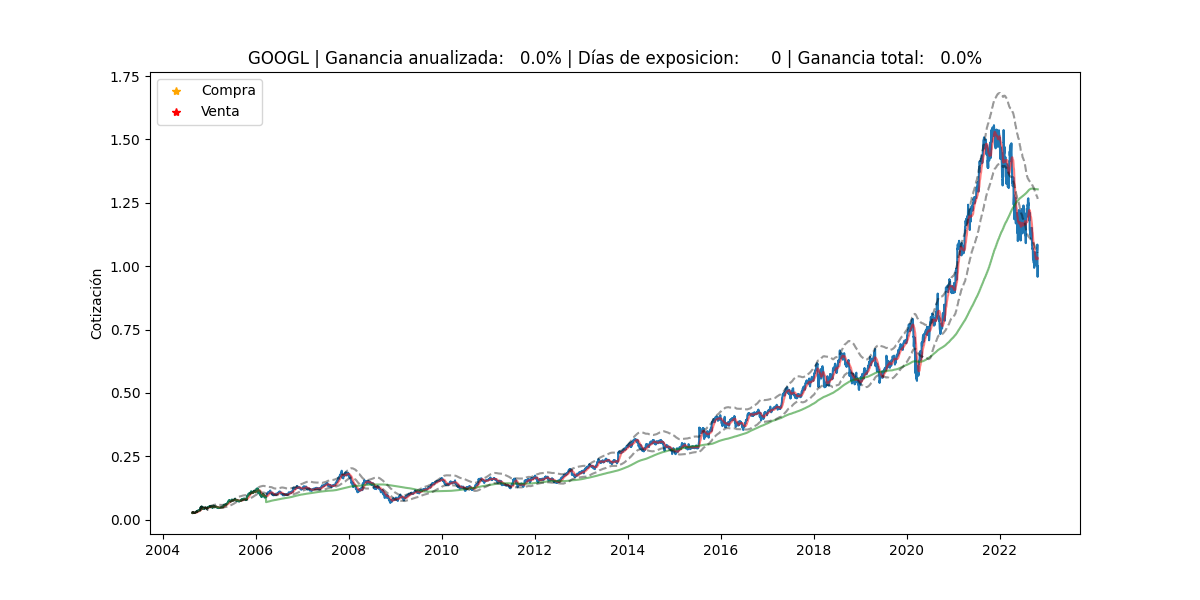 GOOGL | Ganancia anualizada: 0.0% | Días de exposicion: 0 | Ganancia total: 0.0%
Compra
Venta
Cotización
1.75
1.50
1.25
1.00
0.75
0.50
0.25
0.00
2004 2006 2008 2010 2012 2014 2016 2018 2020 2022